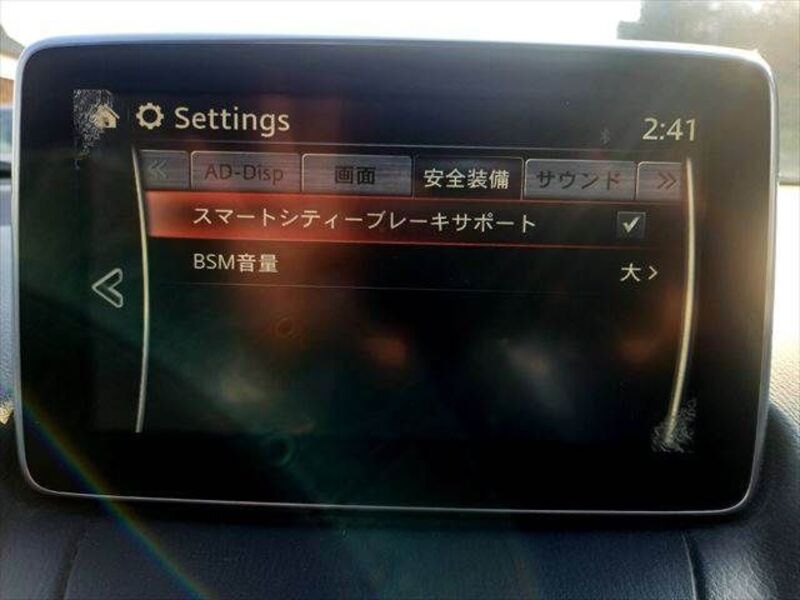 Settings
2:41
AD-Disp 画面 安全装備 サウンド
スマートシティーブレーキサポート
BSM音量 大